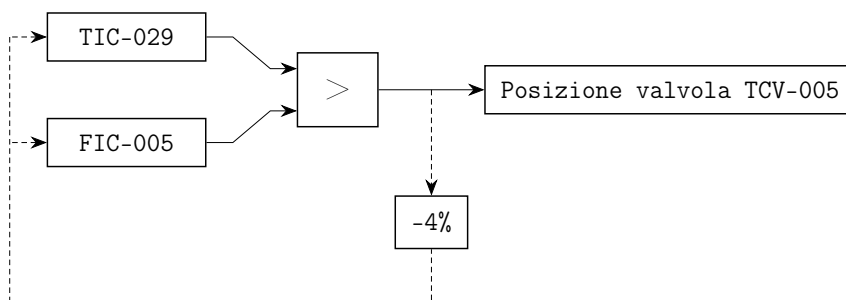 TIC-029
>
Posizione valvola TCV-005
FIC-005
-4%